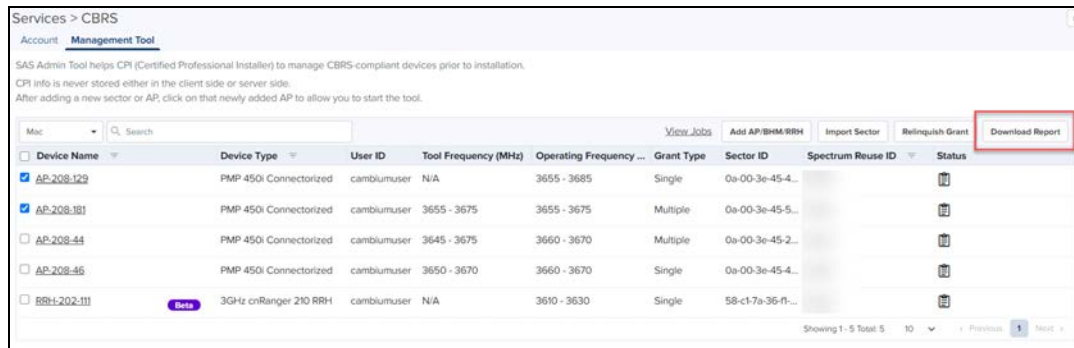 Services > CBRS
Account Management Tool
SAS Admin Tool helps CPI (Certified Professional Installer) to manage CBRS-compliant devices prior to installation.
CPI info is never stored either in the client side or server side.
After adding a new sector or AP, click on that newly added AP to allow you to start the tool.
Mac Search View Jobs Add AP/BHM/RRH Import Sector Relinquish Grant Download Report
Device Name Device Type User ID Tool Frequency (MHz) Operating Frequency ... Grant Type Sector ID Spectrum Reuse ID Status
AP-208-129 PMP 450i Connectorized cambiumuser N/A 3655 - 3685 Single 0a-00-3e-45-4...
AP-208-181 PMP 450i Connectorized cambiumuser 3655 - 3675 3655 - 3675 Multiple 0a-00-3e-45-5...
AP-208-44 PMP 450i Connectorized cambiumuser 3645 - 3675 3660 - 3670 Multiple 0a-00-3e-45-2...
AP-208-46 PMP 450i Connectorized cambiumuser 3650 - 3670 3660 - 3670 Single 0a-00-3e-45-4...
RRH-202-111 Beta 3GHz cnRanger 210 RRH cambiumuser N/A 3610 - 3630 Single 58-c1-7a-36-f1-...
Showing 1 - 5 Total: 5 10 < Previous 1 Next >